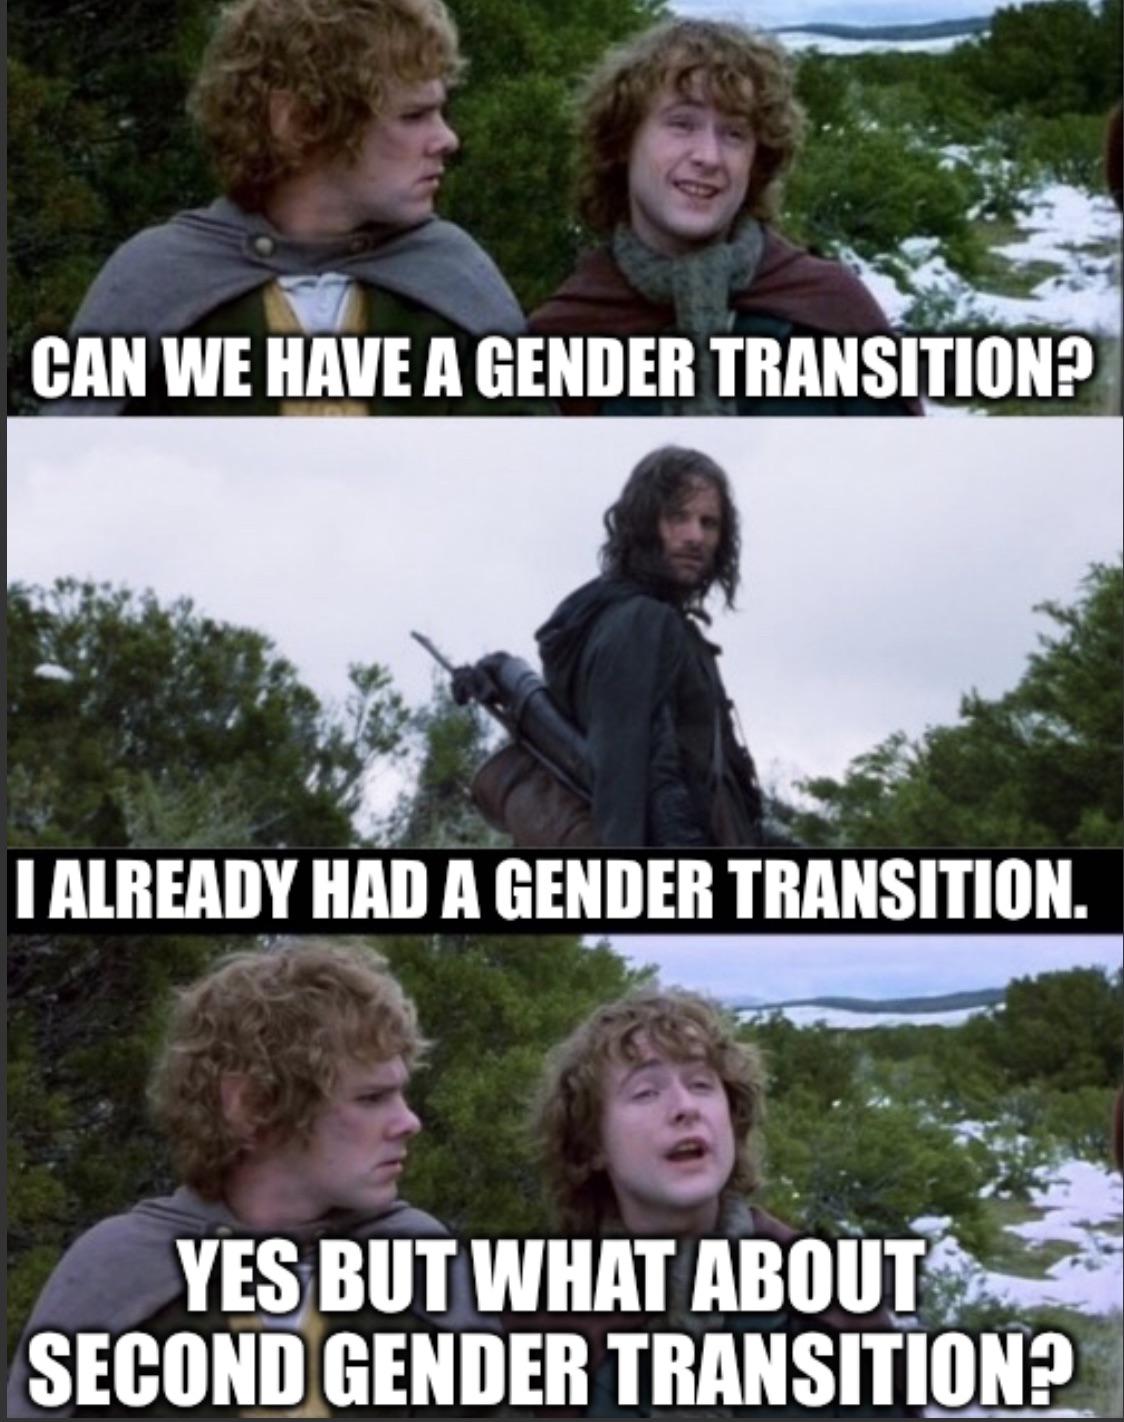 CAN WE HAVE A GENDER TRANSITION?
I ALREADY HAD A GENDER TRANSITION.
YES BUT WHAT ABOUT
SECOND GENDER TRANSITION?